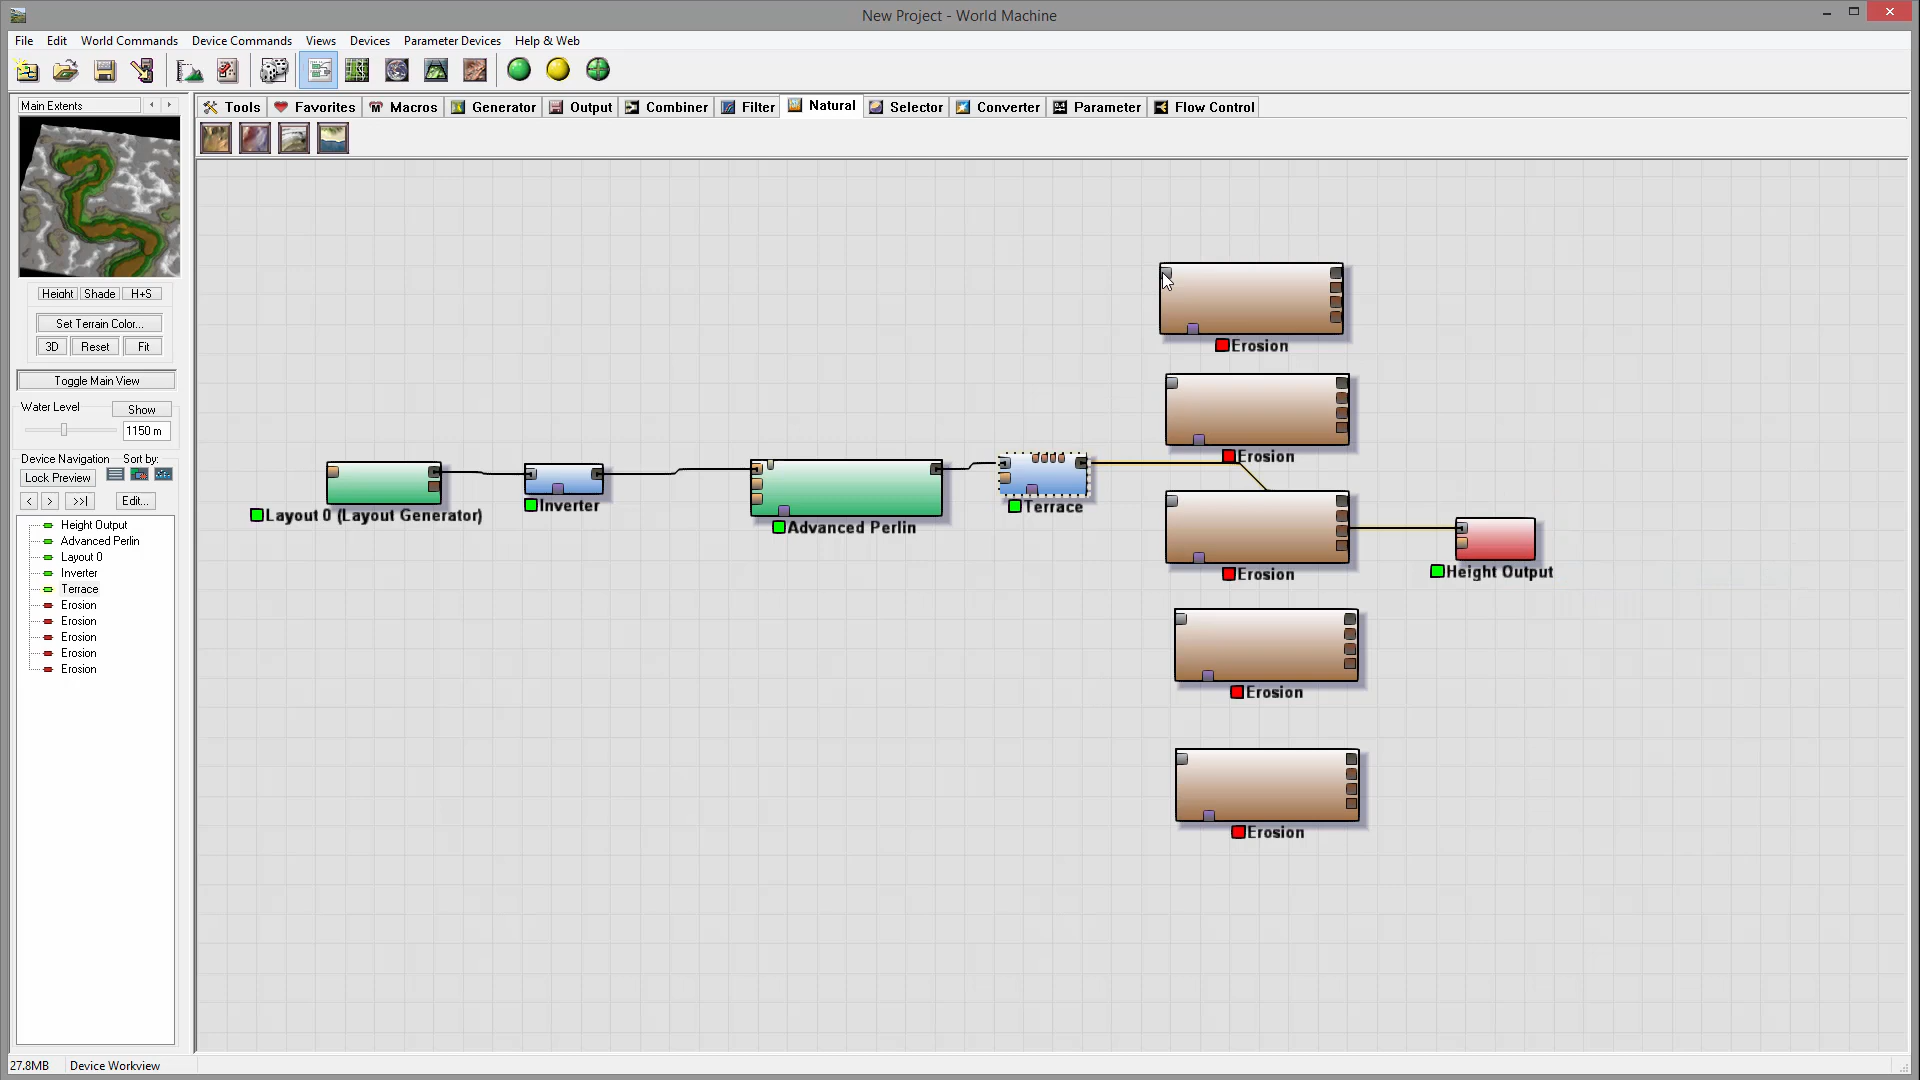 New Project - World Machine
File Edit World Commands Device Commands Views Devices Parameter Devices Help & Web
Main Extents
Tools Favorites Macros Generator Output Combiner Filter Natural Selector Converter Parameter Flow Control
Height Shade H+S
Set Terrain Color...
3D Reset Fit
Toggle Main View
Water Level Show
1150 m
Device Navigation Sort by:
Lock Preview
< > >>| Edit...
Height Output
Advanced Perlin
Layout 0
Inverter
Terrace
Erosion
Erosion
Erosion
Erosion
Erosion
Erosion
Erosion
Layout 0 (Layout Generator)
Inverter
Advanced Perlin
Terrace
Erosion
Height Output
Erosion
Erosion
27.8MB Device Workview